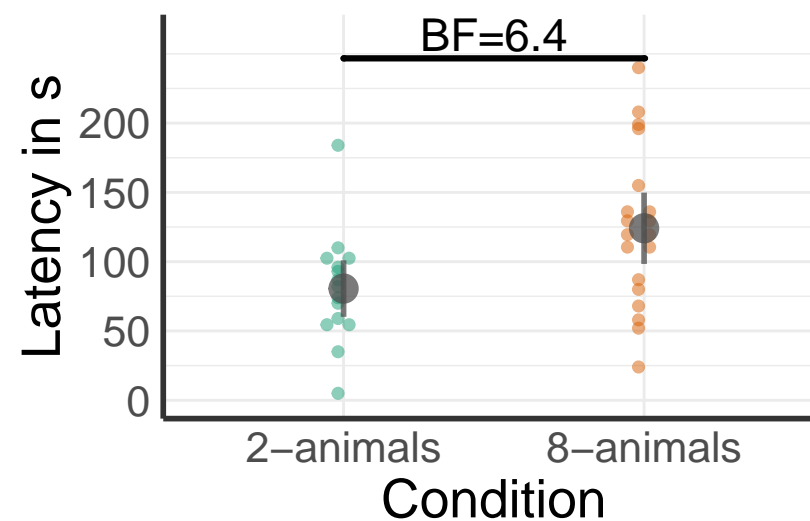 BF=6.4
Latency in s
200
150
100
50
0
2−animals
8−animals
Condition